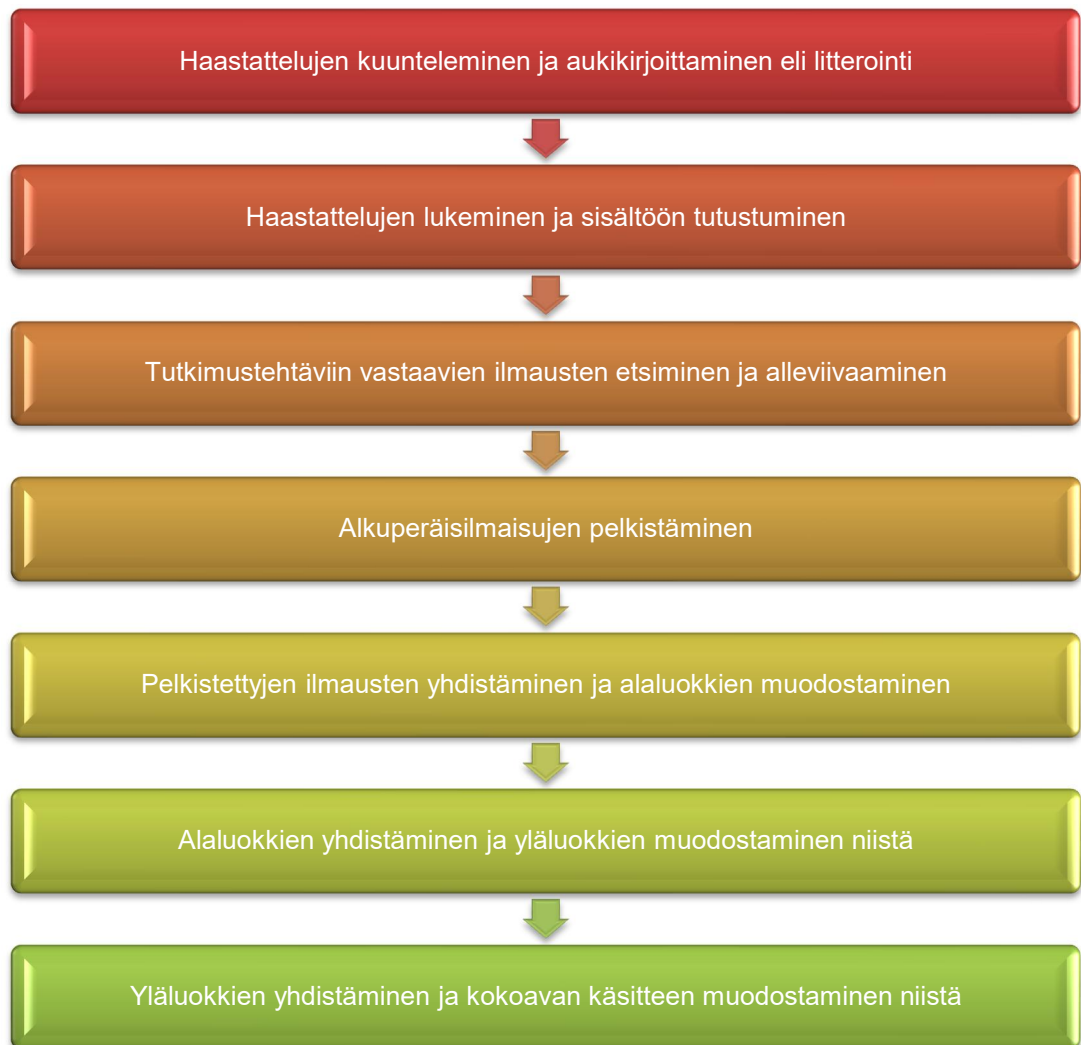 Haastattelujen kuunteleminen ja aukikirjoittaminen eli litterointi
Haastattelujen lukeminen ja sisältöön tutustuminen
Tutkimustehtäviin vastaavien ilmausten etsiminen ja alleviivaaminen
Alkuperäisilmaisujen pelkistäminen
Pelkistettyjen ilmausten yhdistäminen ja alaluokkien muodostaminen
Alaluokkien yhdistäminen ja yläluokkien muodostaminen niistä
Yläluokkien yhdistäminen ja kokoavan käsitteen muodostaminen niistä